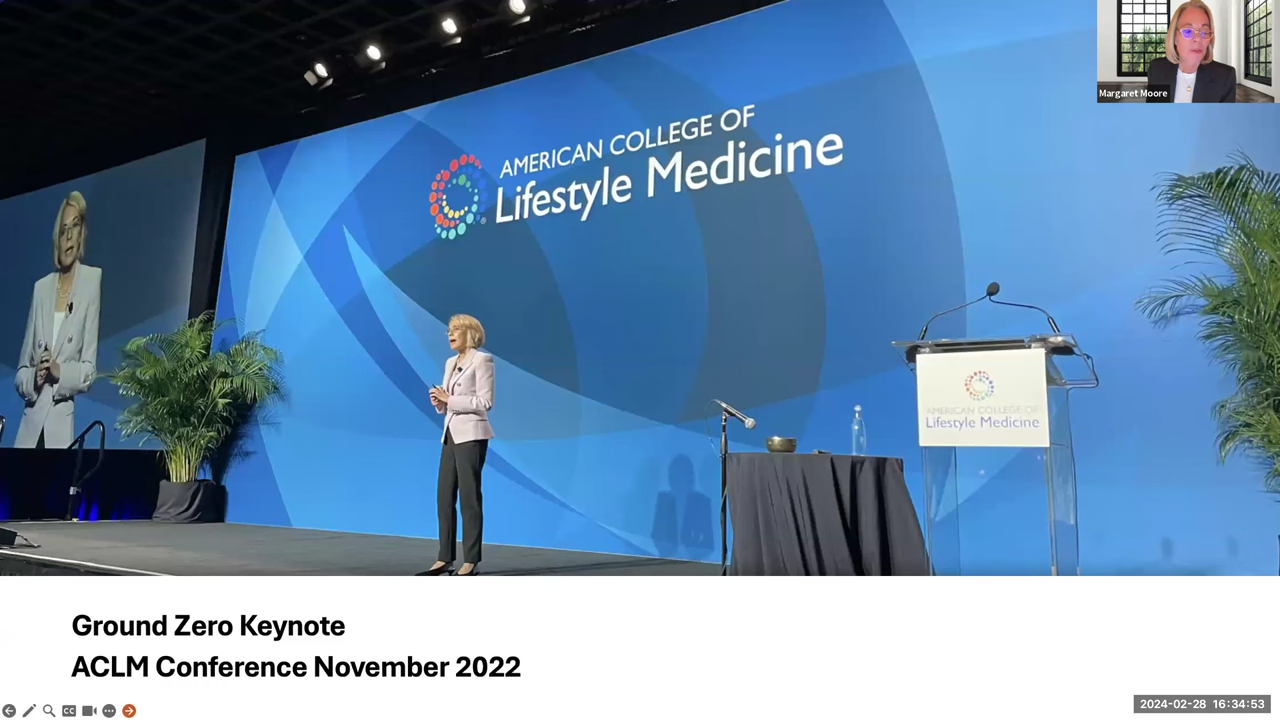 AMERICAN COLLEGE OF
Lifestyle Medicine
Margaret Moore
AMERICAN COLLEGE OF
Lifestyle Medicine
Ground Zero Keynote
ACLM Conference November 2022
CC
2024-02-28 16:34:53